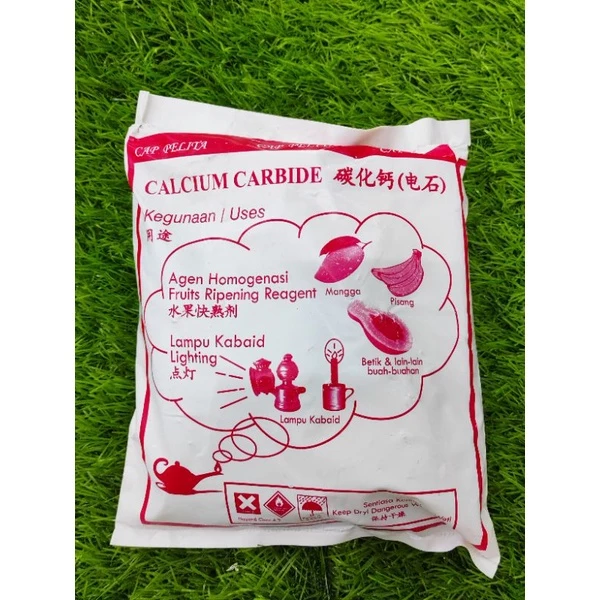 CAP PELITA
CALCIUM CARBIDE 碳化钙(电石)
Kegunaan / Uses
用途
Agen Homogenasi
Fruits Ripening Reagent
水果快熟剂
Mangga
Pisang
Betik & lain-lain
buah-buahan
Lampu Kabaid
Lighting
点灯
Lampu Kabaid
Keep Dry! Dangerous